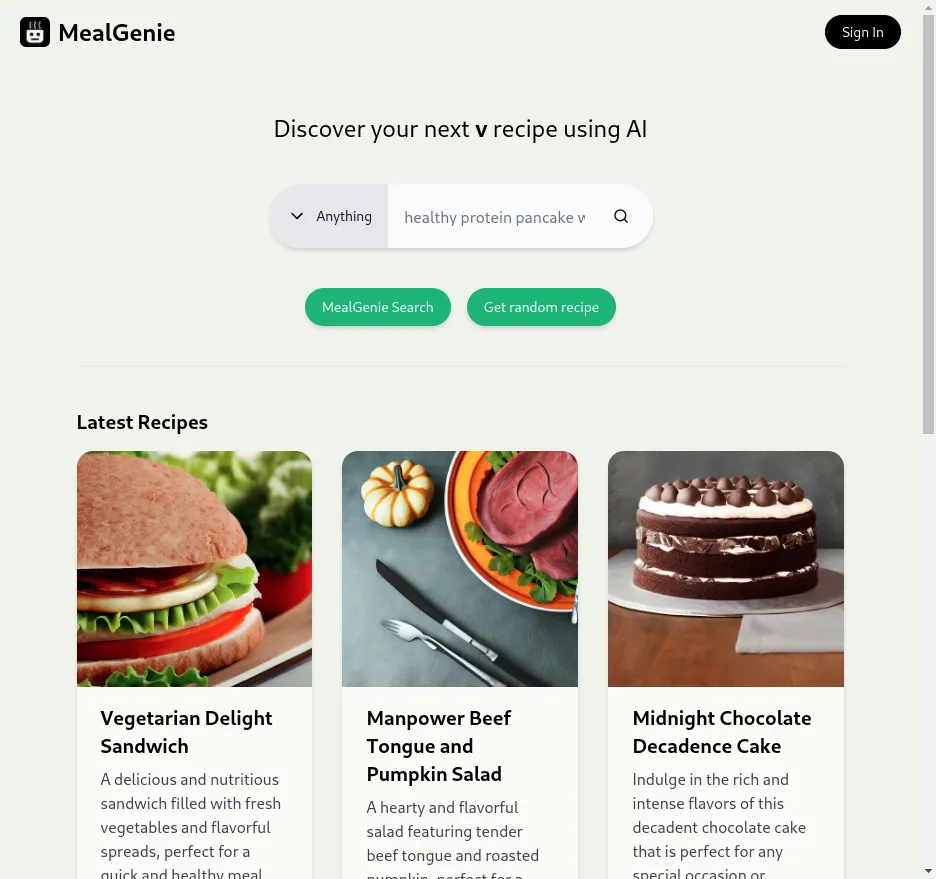 MealGenie
Sign In
Discover your next v recipe using AI
Anything
healthy protein pancake w
MealGenie Search
Get random recipe
Latest Recipes
Vegetarian Delight
Sandwich
A delicious and nutritious
sandwich filled with fresh
vegetables and flavorful
spreads, perfect for a
quick and healthy meal
Manpower Beef
Tongue and
Pumpkin Salad
A hearty and flavorful
salad featuring tender
beef tongue and roasted
pumpkin, perfect for a
Midnight Chocolate
Decadence Cake
Indulge in the rich and
intense flavors of this
decadent chocolate cake
that is perfect for any
special occasion or